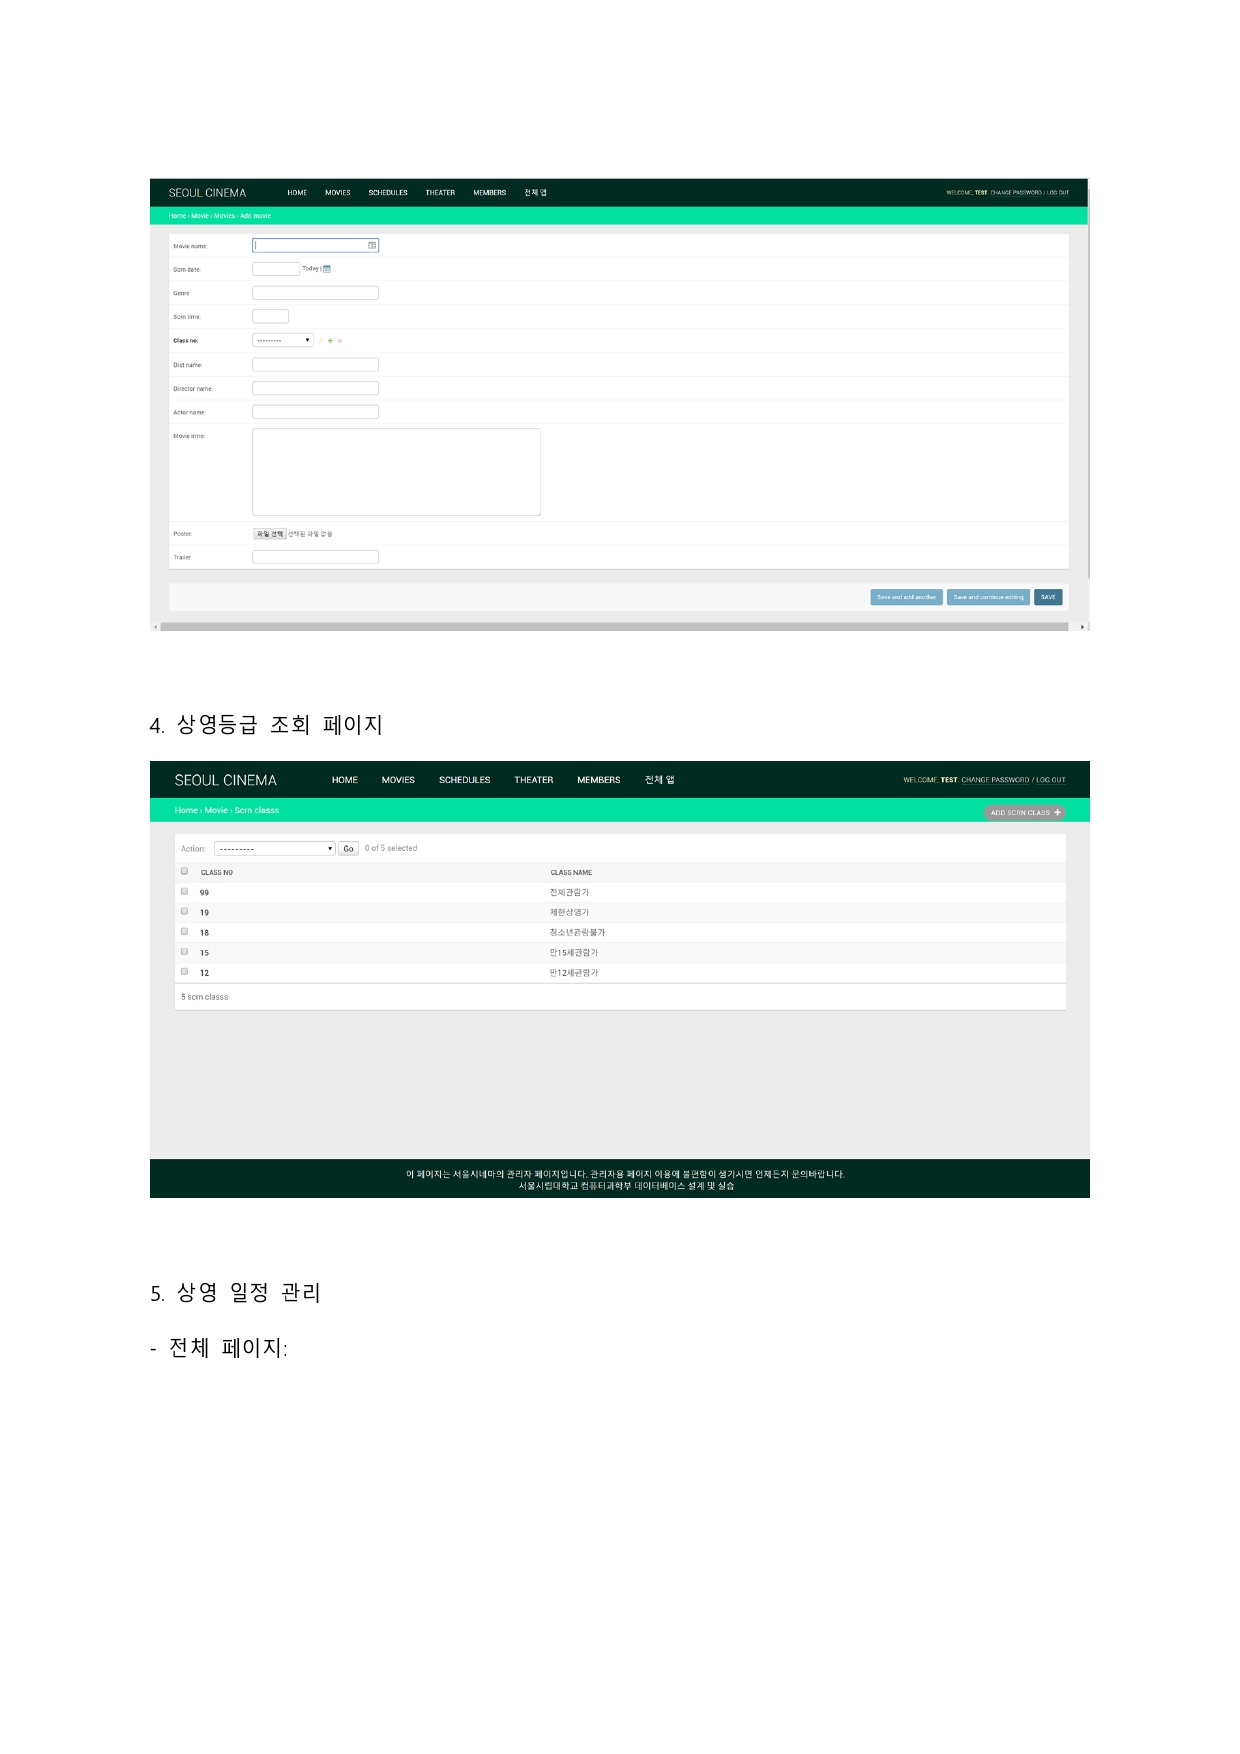 SEOUL CINEMA HOME MOVIES SCHEDULES THEATER MEMBERS 전체 앱 WELCOME, TEST. CHANGE PASSWORD / LOG OUT
Home › Movie › Movies › Add movie
Movie name:
Scrn date: Today |
Genre:
Scrn time:
Class no: ---------
Dist name:
Director name:
Actor name:
Movie intro:
Poster: 파일 선택 선택된 파일 없음
Trailer:
Save and add another Save and continue editing SAVE
4. 상영등급 조회 페이지
SEOUL CINEMA HOME MOVIES SCHEDULES THEATER MEMBERS 전체 앱 WELCOME, TEST. CHANGE PASSWORD / LOG OUT
Home › Movie › Scrn classs ADD SCRN CLASS +
Action: --------- Go 0 of 5 selected
CLASS NO CLASS NAME
99 전체관람가
19 제한상영가
18 청소년관람불가
15 만15세관람가
12 만12세관람가
5 scrn classs
이 페이지는 서울시네마의 관리자 페이지입니다. 관리자용 페이지 이용에 불편함이 생기시면 언제든지 문의바랍니다.
서울시립대학교 컴퓨터과학부 데이터베이스 설계 및 실습
5. 상영 일정 관리
- 전체 페이지: